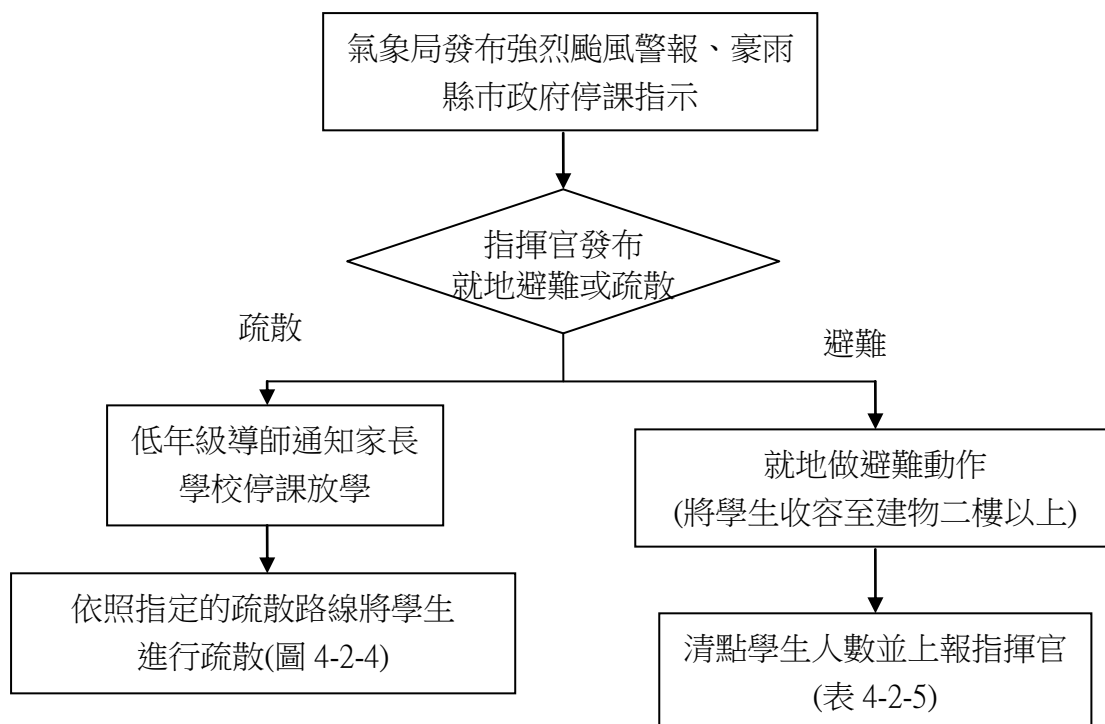 氣象局發布強烈颱風警報、豪雨
縣市政府停課指示
指揮官發布
就地避難或疏散
疏散
避難
低年級導師通知家長
學校停課放學
就地做避難動作
(將學生收容至建物二樓以上)
依照指定的疏散路線將學生
進行疏散(圖 4-2-4)
清點學生人數並上報指揮官
(表 4-2-5)